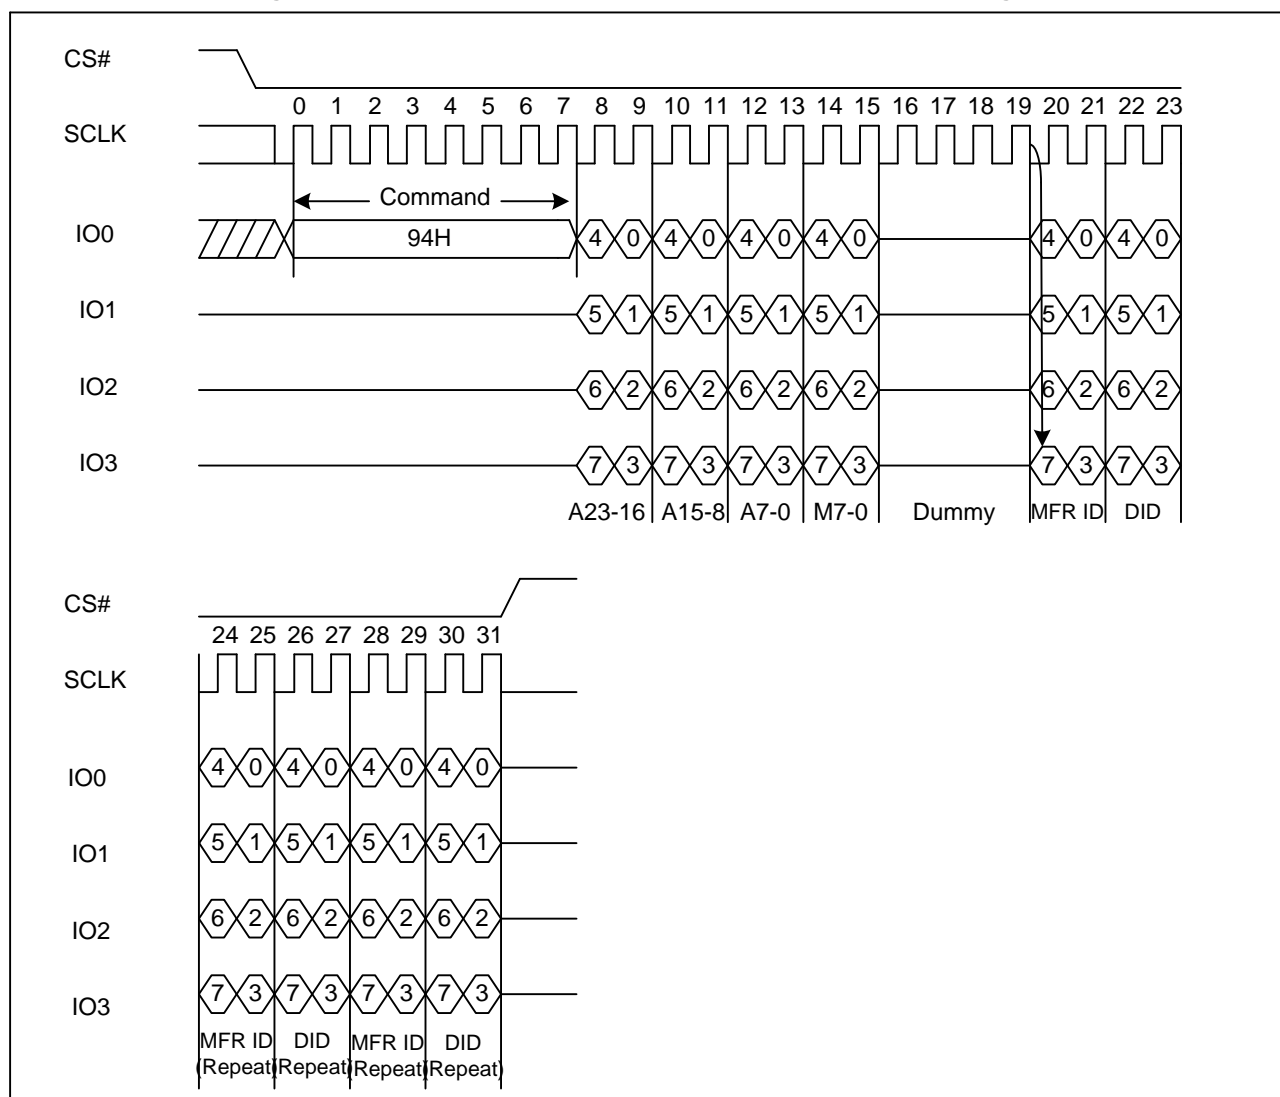 CS#
0 1 2 3 4 5 6 7 8 9 10 11 12 13 14 15 16 17 18 19 20 21 22 23
SCLK
Command
IO0 94H 4 0 4 0 4 0 4 0 4 0 4 0
IO1 5 1 5 1 5 1 5 1 5 1 5 1
IO2 6 2 6 2 6 2 6 2 6 2 6 2
IO3 7 3 7 3 7 3 7 3 7 3 7 3
A23-16 A15-8 A7-0 M7-0 Dummy MFR ID DID
CS#
24 25 26 27 28 29 30 31
SCLK
IO0 4 0 4 0 4 0 4 0
IO1 5 1 5 1 5 1 5 1
IO2 6 2 6 2 6 2 6 2
IO3 7 3 7 3 7 3 7 3
MFR ID DID MFR ID DID
(Repeat) (Repeat) (Repeat) (Repeat)